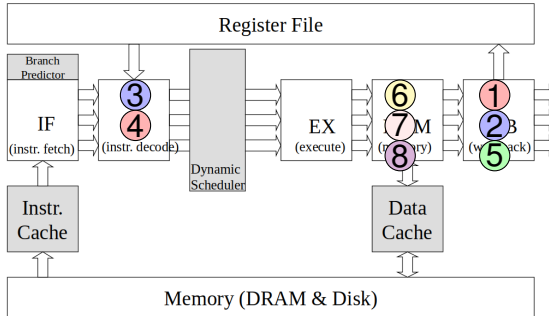 Register File
Branch
Predictor
IF
(instr. fetch)
3
4
(instr. decode)
Dynamic
Scheduler
EX
(execute)
6
7
8
1
2
5
Instr.
Cache
Data
Cache
Memory (DRAM & Disk)